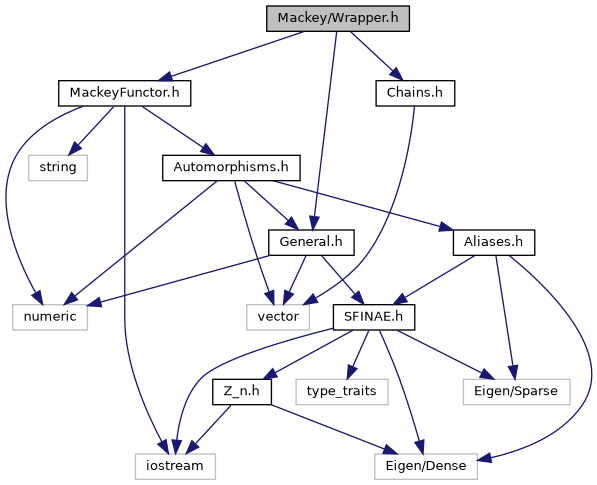 Mackey/Wrapper.h
MackeyFunctor.h
Chains.h
string
Automorphisms.h
General.h
Aliases.h
numeric
vector
SFINAE.h
Z_n.h
type_traits
Eigen/Sparse
iostream
Eigen/Dense